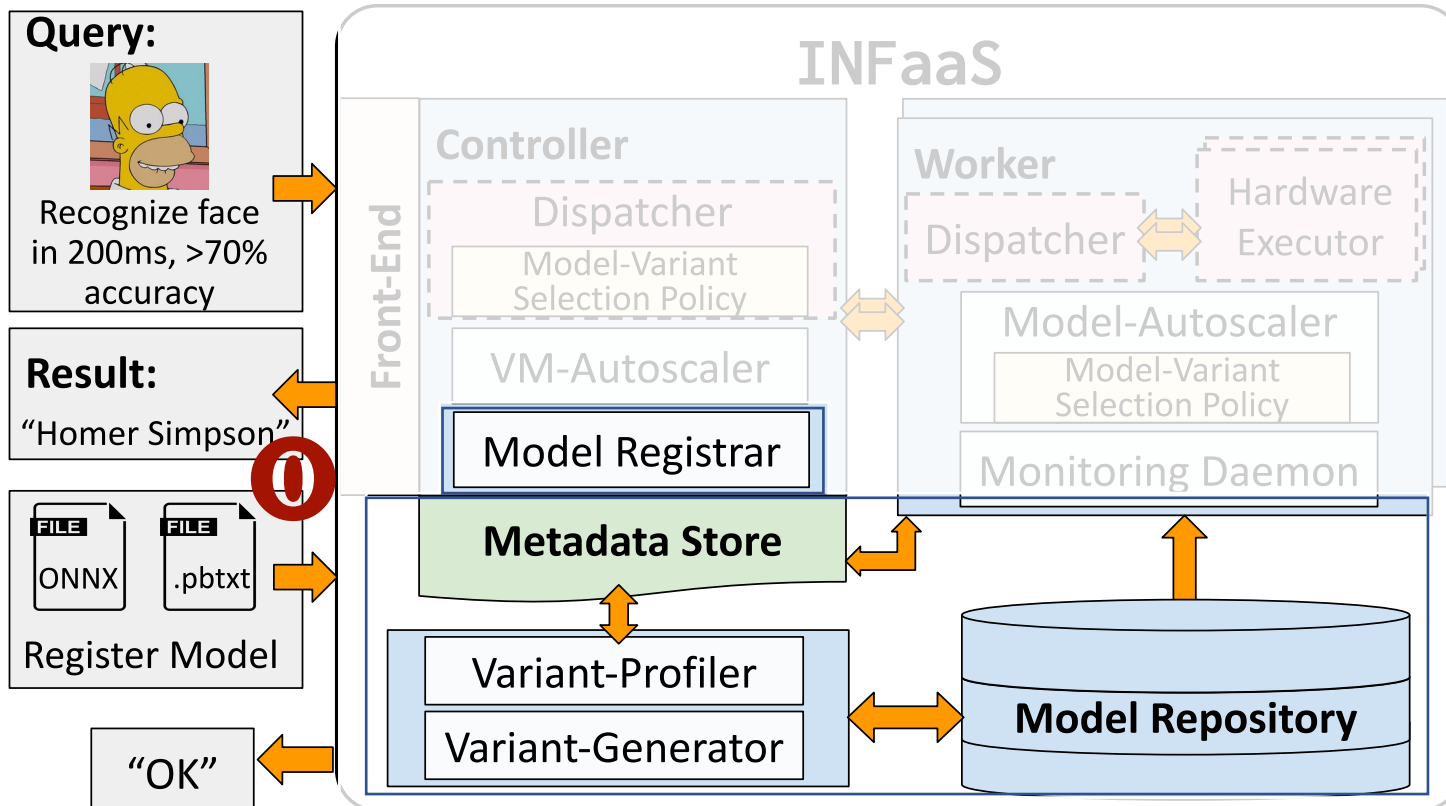 Query:
Recognize face
in 200ms, >70%
accuracy
Result:
“Homer Simpson”
0
FILE
ONNX
FILE
.pbtxt
Register Model
“OK”
INFaaS
Front-End
Controller
Dispatcher
Model-Variant
Selection Policy
VM-Autoscaler
Model Registrar
Worker
Dispatcher
Hardware
Executor
Model-Autoscaler
Model-Variant
Selection Policy
Monitoring Daemon
Metadata Store
Variant-Profiler
Variant-Generator
Model Repository